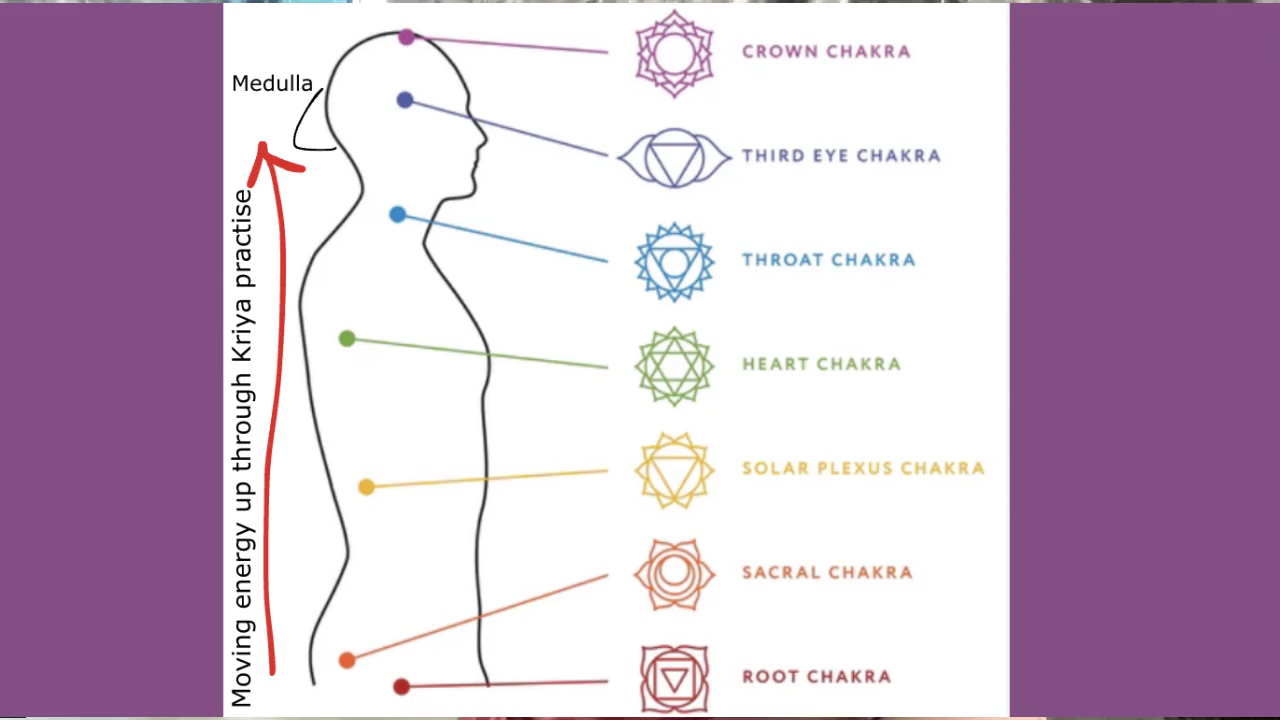 Medulla
Moving energy up through Kriya practise
CROWN CHAKRA
THIRD EYE CHAKRA
THROAT CHAKRA
HEART CHAKRA
SOLAR PLEXUS CHAKRA
SACRAL CHAKRA
ROOT CHAKRA